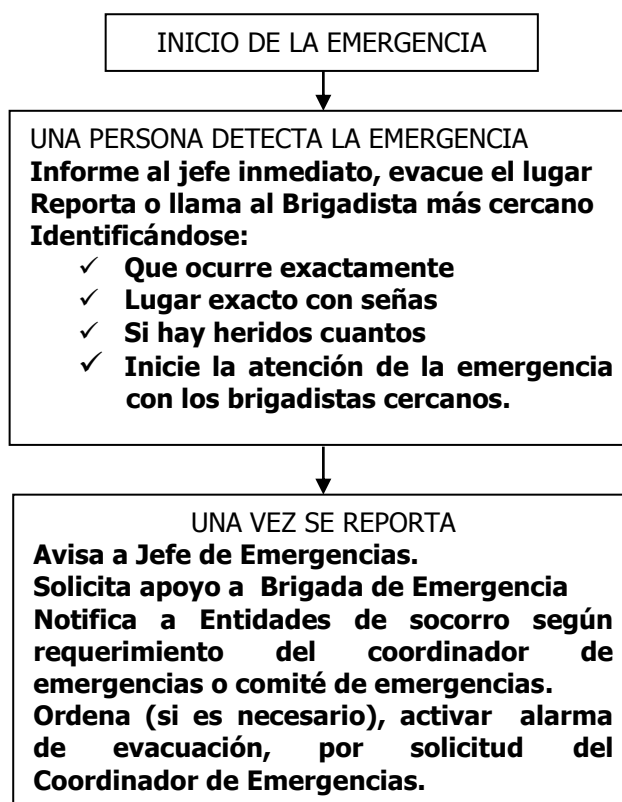 INICIO DE LA EMERGENCIA
UNA PERSONA DETECTA LA EMERGENCIA
Informe al jefe inmediato, evacue el lugar
Reporta o llama al Brigadista más cercano
Identificándose:
✓ Que ocurre exactamente
✓ Lugar exacto con señas
✓ Si hay heridos cuantos
✓ Inicie la atención de la emergencia
con los brigadistas cercanos.
UNA VEZ SE REPORTA
Avisa a Jefe de Emergencias.
Solicita apoyo a Brigada de Emergencia
Notifica a Entidades de socorro según
requerimiento del coordinador de
emergencias o comité de emergencias.
Ordena (si es necesario), activar alarma
de evacuación, por solicitud del
Coordinador de Emergencias.